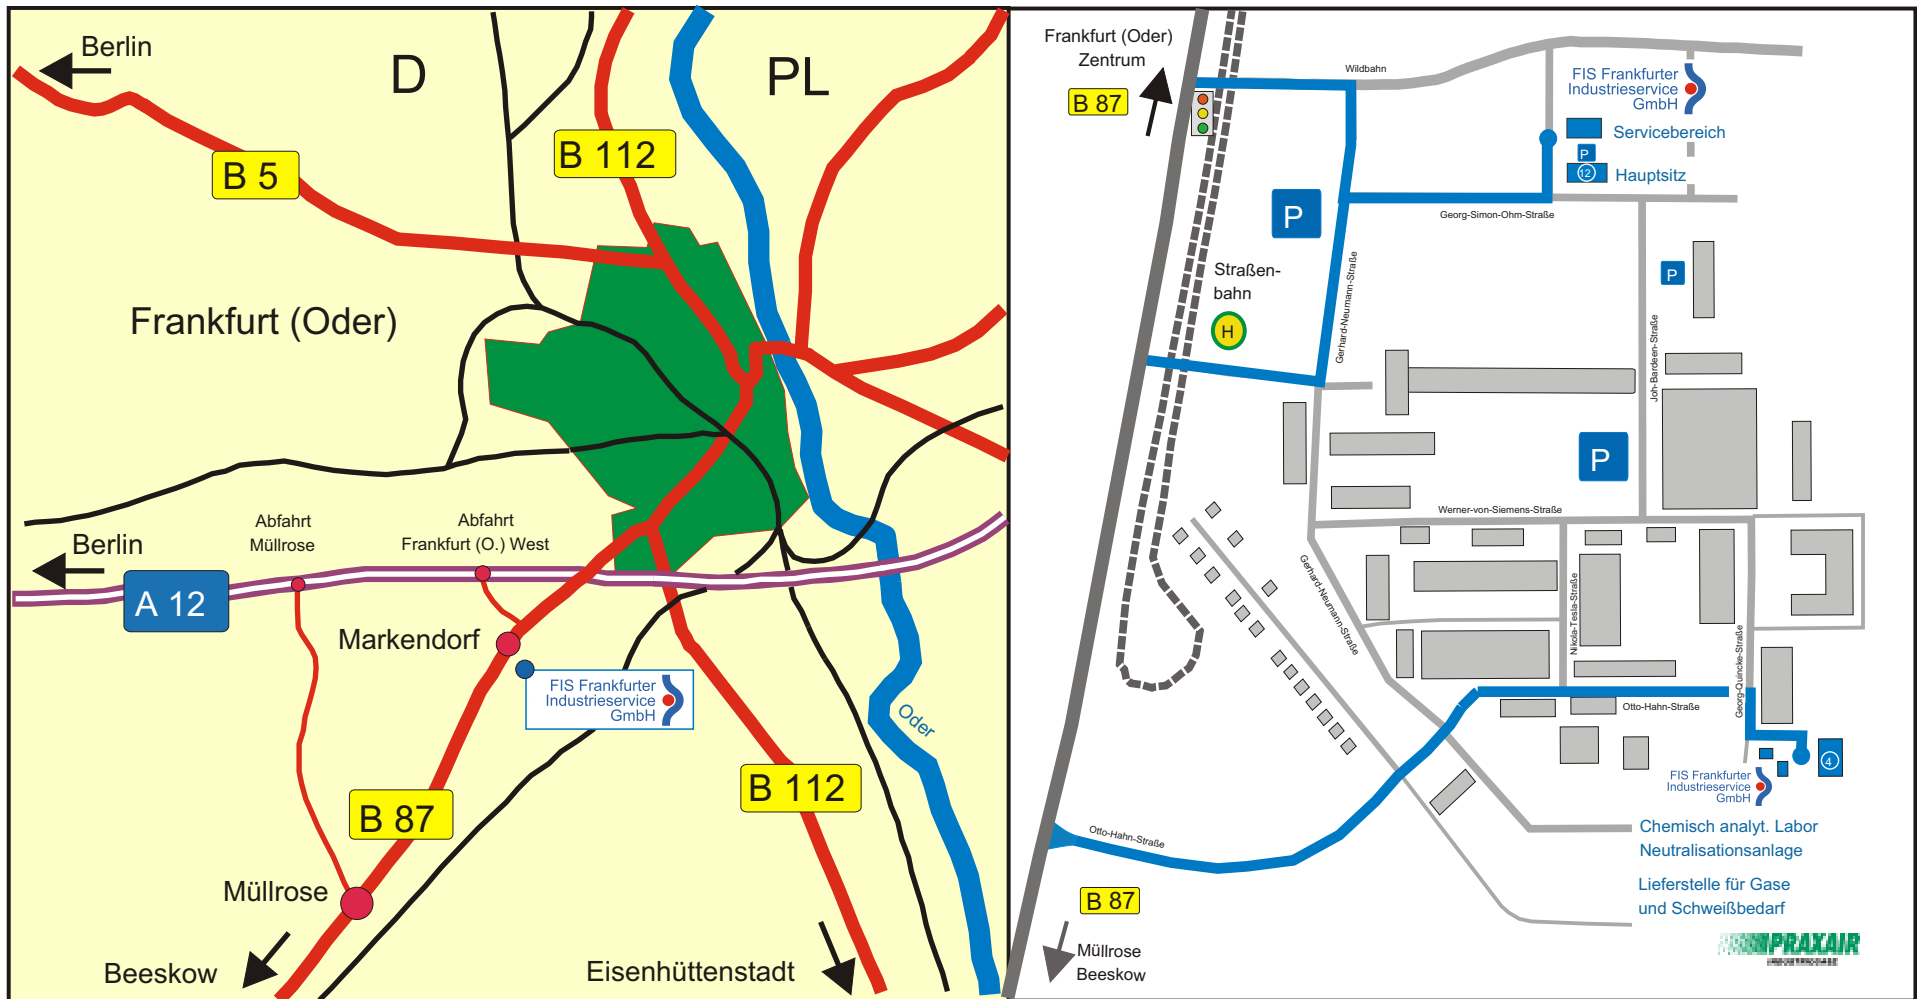 Berlin
D
PL
B 5
B 112
Frankfurt (Oder)
Abfahrt
Müllrose
Abfahrt
Frankfurt (O.) West
Berlin
A 12
Markendorf
FIS Frankfurter
Industrieservice
GmbH
Oder
B 112
B 87
Müllrose
Beeskow
Eisenhüttenstadt
Frankfurt (Oder)
Zentrum
B 87
Wildbahn
FIS Frankfurter
Industrieservice
GmbH
Servicebereich
P
12
Hauptsitz
Georg-Simon-Ohm-Straße
P
Straßen-
bahn
H
Gerhard-Neumann-Straße
P
Joh-Bardeen-Straße
P
Werner-von-Siemens-Straße
Gerhard-Neumann-Straße
Nikola-Tesla-Straße
Georg-Quincke-Straße
Otto-Hahn-Straße
4
FIS Frankfurter
Industrieservice
GmbH
Otto-Hahn-Straße
Chemisch analyt. Labor
Neutralisationsanlage
Lieferstelle für Gase
und Schweißbedarf
B 87
Müllrose
Beeskow
PRAXAIR